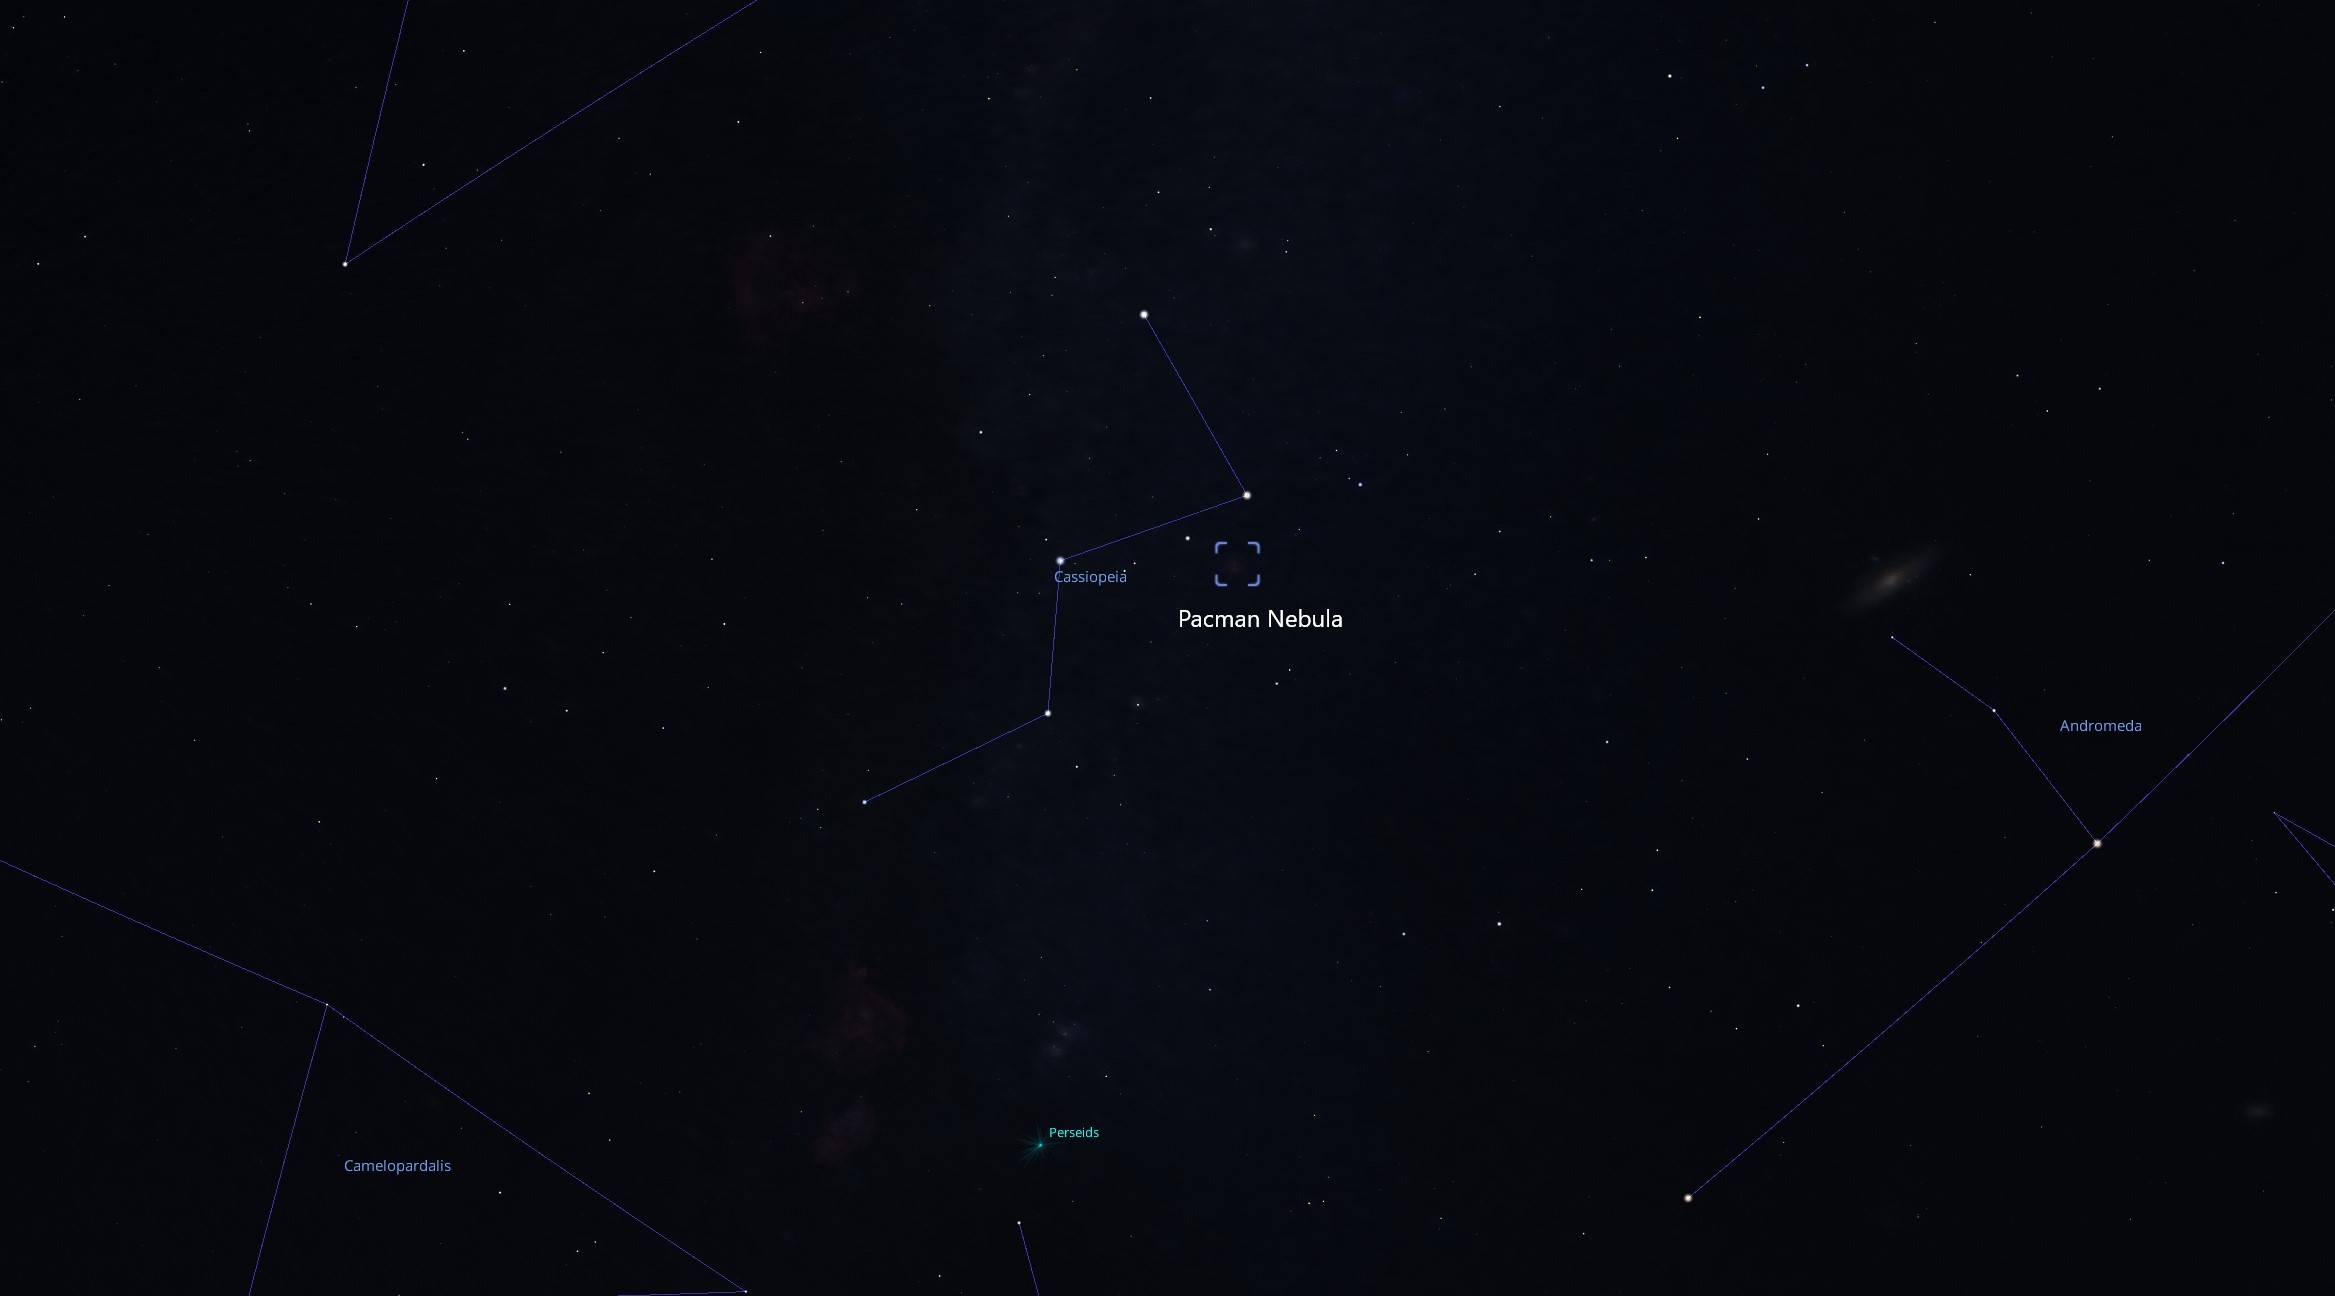 Cassiopeia
Pacman Nebula
Andromeda
Perseids
Camelopardalis